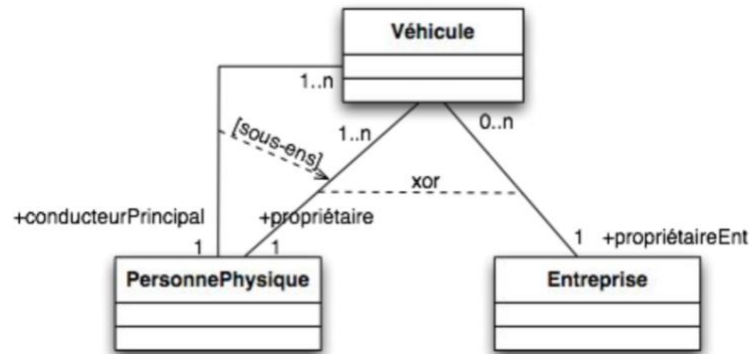 Véhicule
1..n
[sous-ens]
1..n
0..n
xor
+conducteurPrincipal
+propriétaire
1
1
1
+propriétaireEnt
PersonnePhysique
Entreprise